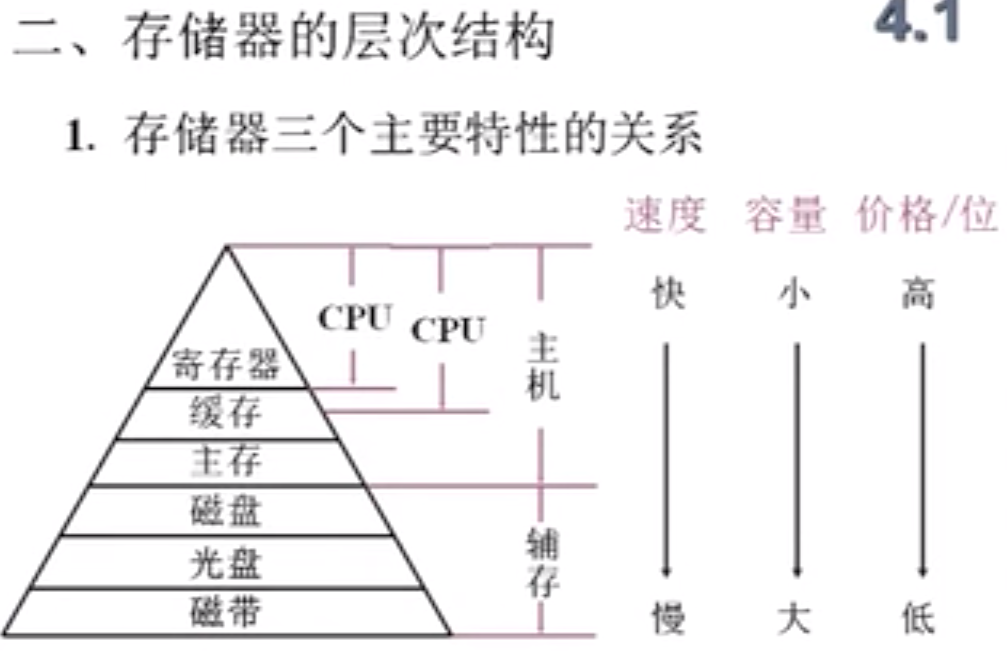 二、存储器的层次结构 4.1
1. 存储器三个主要特性的关系
速度 容量 价格/位
快 小 高
CPU CPU
主机
寄存器
缓存
主存
磁盘
辅存
光盘
磁带
慢 大 低